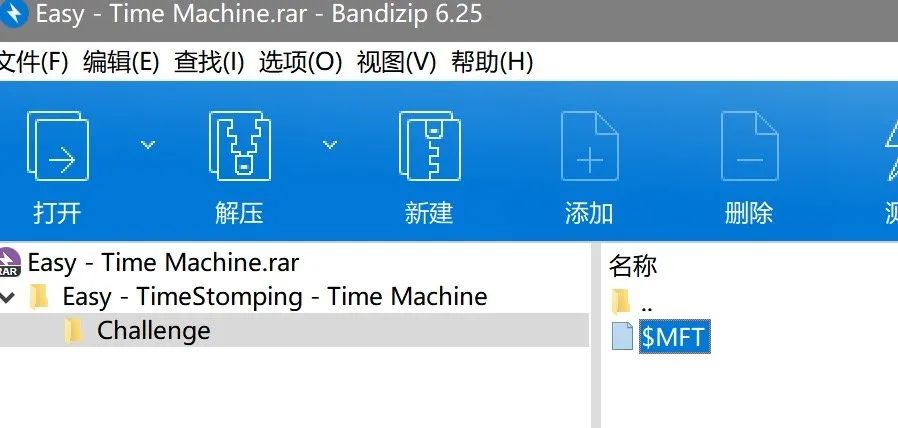 Easy - Time Machine.rar - Bandizp 6.25
文件(F) 编辑(E) 查找(I) 选项(O) 视图(V) 帮助(H)
打开 解压 新建 添加 删除 测
RAR Easy - Time Machine.rar
Easy - TimeStomping - Time Machine
Challenge
名称
..
$MFT